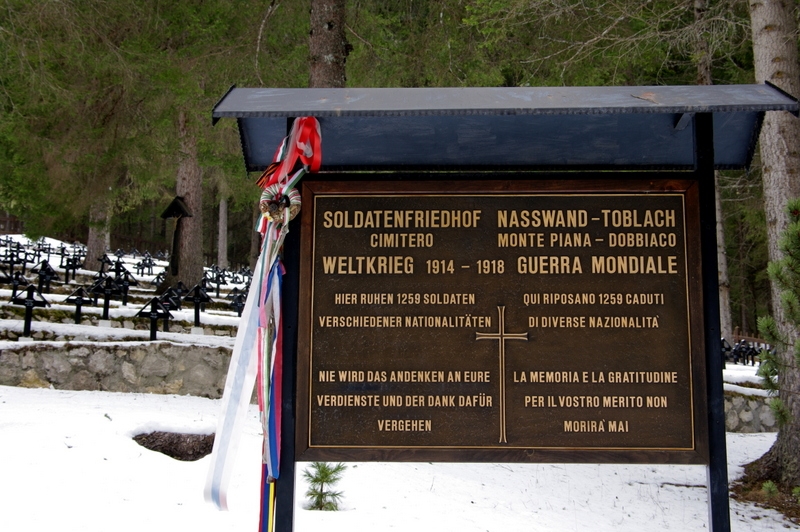 SOLDATENFRIEDHOF NASSWAND-TOBLACH
CIMITERO MONTE PIANA-DOBBIACO
WELTKRIEG 1914-1918 GUERRA MONDIALE
HIER RUHEN 1259 SOLDATEN
VERSCHIEDENER NATIONALITÄTEN
QUI RIPOSANO 1259 CADUTI
DI DIVERSE NAZIONALITA'
NIE WIRD DAS ANDENKEN AN EURE
VERDIENSTE UND DER DANK DAFÜR
VERGEHEN
LA MEMORIA E LA GRATITUDINE
PER IL VOSTRO MERITO NON
MORIRA' MAI